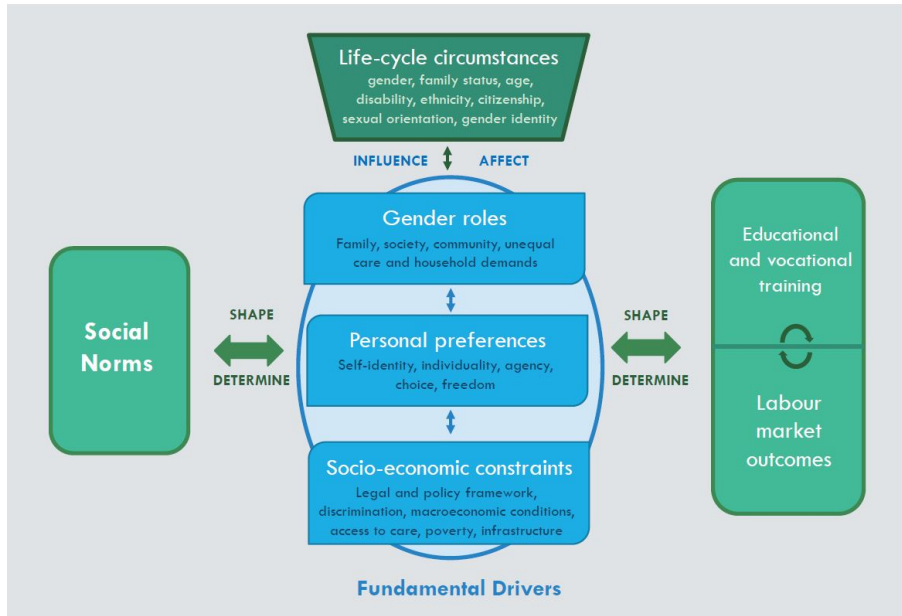 Life-cycle circumstances
gender, family status, age,
disability, ethnicity, citizenship,
sexual orientation, gender identity
INFLUENCE AFFECT
Gender roles
Family, society, community, unequal
care and household demands
Social
Norms
SHAPE
DETERMINE
Personal preferences
Self-identity, individuality, agency,
choice, freedom
SHAPE
DETERMINE
Educational
and vocational
training
Labour
market
outcomes
Socio-economic constraints
Legal and policy framework,
discrimination, macroeconomic conditions,
access to care, poverty, infrastructure
Fundamental Drivers